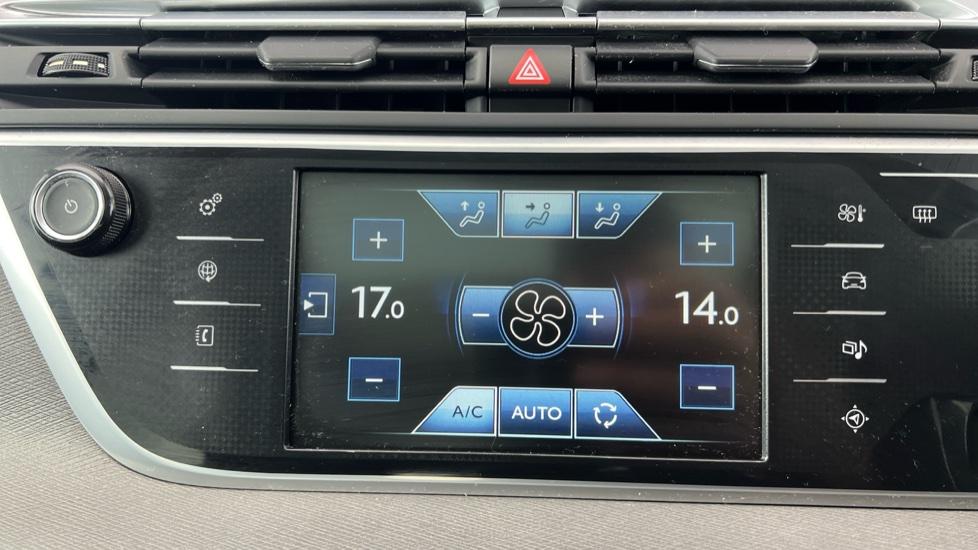 + +
17.0 - + 14.0
- -
A/C AUTO